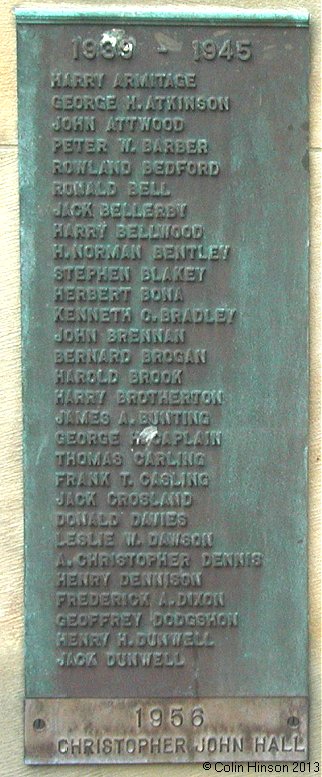 1939 - 1945
HARRY ARMITAGE
GEORGE H. ATKINSON
JOHN ATTWOOD
PETER W. BARBER
ROWLAND BEDFORD
RONALD BELL
JACK BELLERBY
HARRY BELLWOOD
H. NORMAN BENTLEY
STEPHEN BLAKEY
HERBERT BONA
KENNETH C. BRADLEY
JOHN BRENNAN
BERNARD BROGAN
HAROLD BROOK
HARRY BROTHERTON
JAMES A. BUNTING
GEORGE H. CAPLAIN
THOMAS CARLING
FRANK T. CASLING
JACK CROSLAND
DONALD DAVIES
LESLIE W. DAWSON
A. CHRISTOPHER DENNIS
HENRY DENNISON
FREDERICK A. DIXON
GEOFFREY DODGSHON
HENRY H. DUNWELL
JACK DUNWELL
1956
CHRISTOPHER JOHN HALL
©Colin Hinson 2013